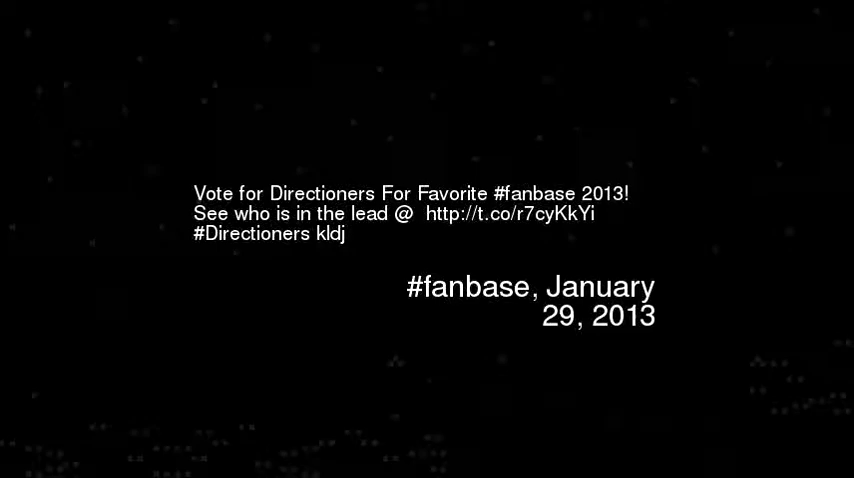 Vote for Directioners For Favorite #fanbase 2013!
See who is in the lead @  http://t.co/r7cyKkYi
#Directioners kldj
#fanbase, January
29, 2013